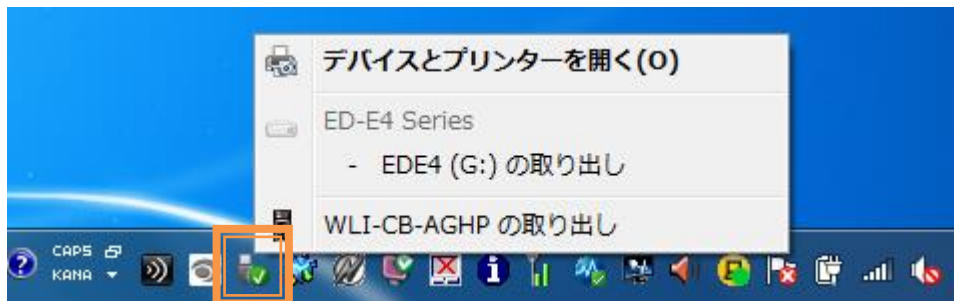 デバイスとプリンターを開く(O)
ED-E4 Series
- EDE4 (G:) の取り出し
WLI-CB-AGHP の取り出し
CAPS
KANA